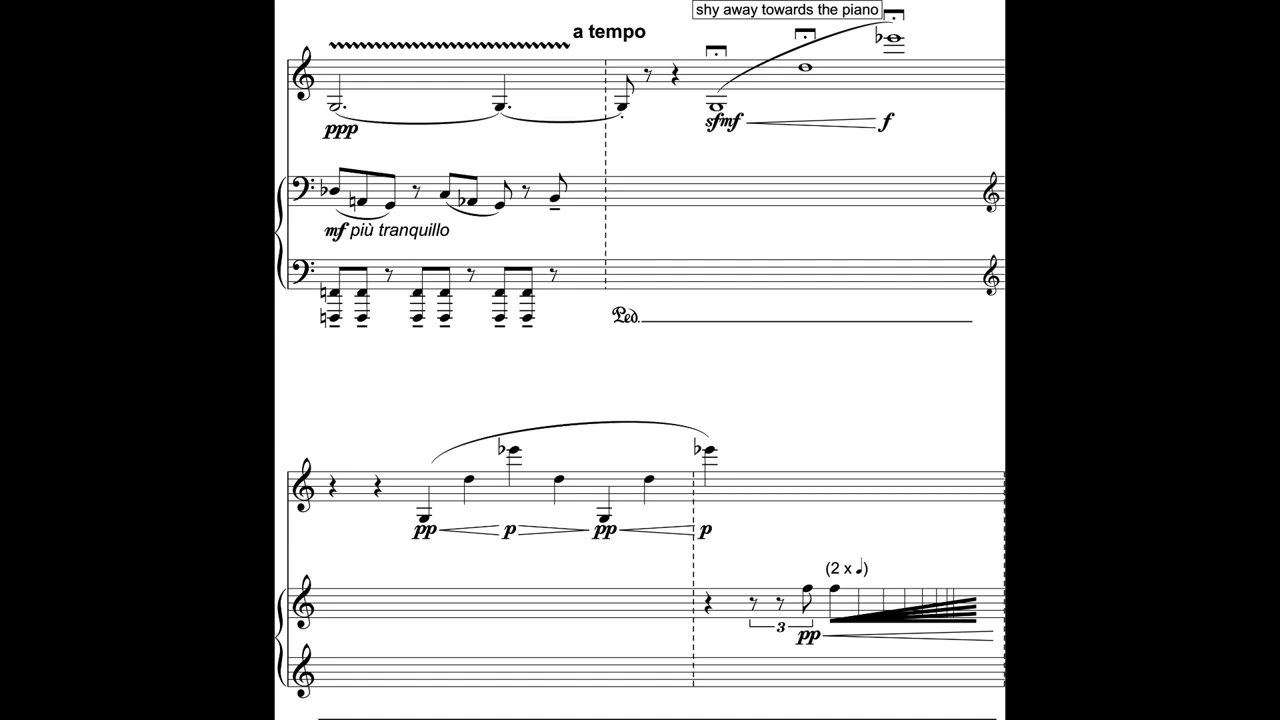 shy away towards the piano
a tempo
ppp
sfmf
f
mf più tranquillo
Ped.
pp
p
pp
p
(2 x ♩)
3
pp